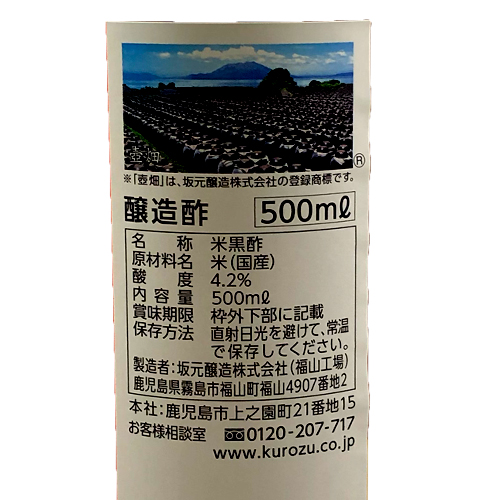 壺畑
®
※「壺畑」は、坂元醸造株式会社の登録商標です。
醸造酢 500mℓ
名称 米黒酢
原材料名 米(国産)
酸度 4.2%
内容量 500mℓ
賞味期限 枠外下部に記載
保存方法 直射日光を避けて、常温
で保存してください。
製造者:坂元醸造株式会社(福山工場)
鹿児島県霧島市福山町福山4907番地2
本社:鹿児島市上之園町21番地15
お客様相談室 0120-207-717
www.kurozu.co.jp